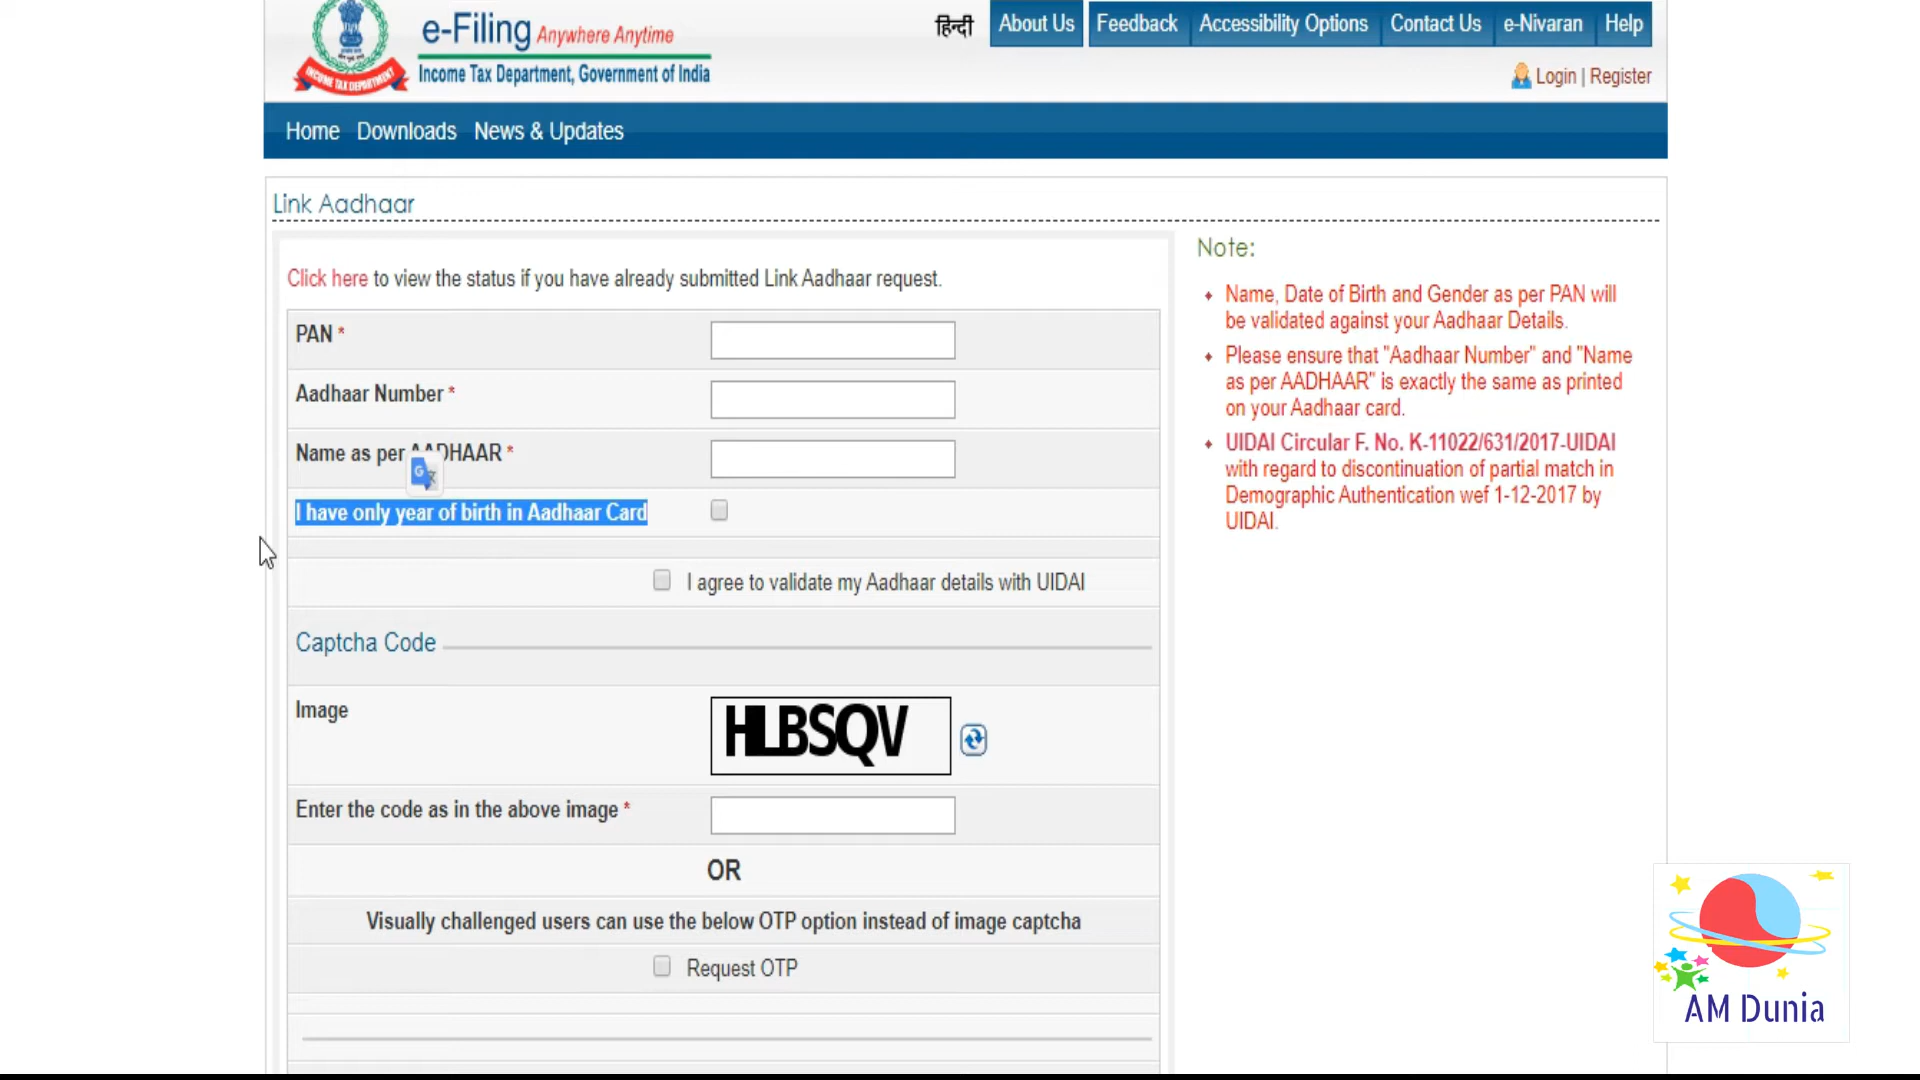 e-Filing Anywhere Anytime
Income Tax Department, Government of India
INCOME TAX DEPARTMENT
हिन्दी
About Us
Feedback
Accessibility Options
Contact Us
e-Nivaran
Help
Login | Register
Home
Downloads
News & Updates
Link Aadhaar
Click here to view the status if you have already submitted Link Aadhaar request.
PAN *
Aadhaar Number *
Name as per AADHAAR *
I have only year of birth in Aadhaar Card
I agree to validate my Aadhaar details with UIDAI
Captcha Code
Image
HLBSQV
Enter the code as in the above image *
OR
Visually challenged users can use the below OTP option instead of image captcha
Request OTP
Note:
Name, Date of Birth and Gender as per PAN will
be validated against your Aadhaar Details.
Please ensure that "Aadhaar Number" and "Name
as per AADHAAR" is exactly the same as printed
on your Aadhaar card.
UIDAI Circular F. No. K-11022/631/2017-UIDAI
with regard to discontinuation of partial match in
Demographic Authentication wef 1-12-2017 by
UIDAI.
AM Dunia